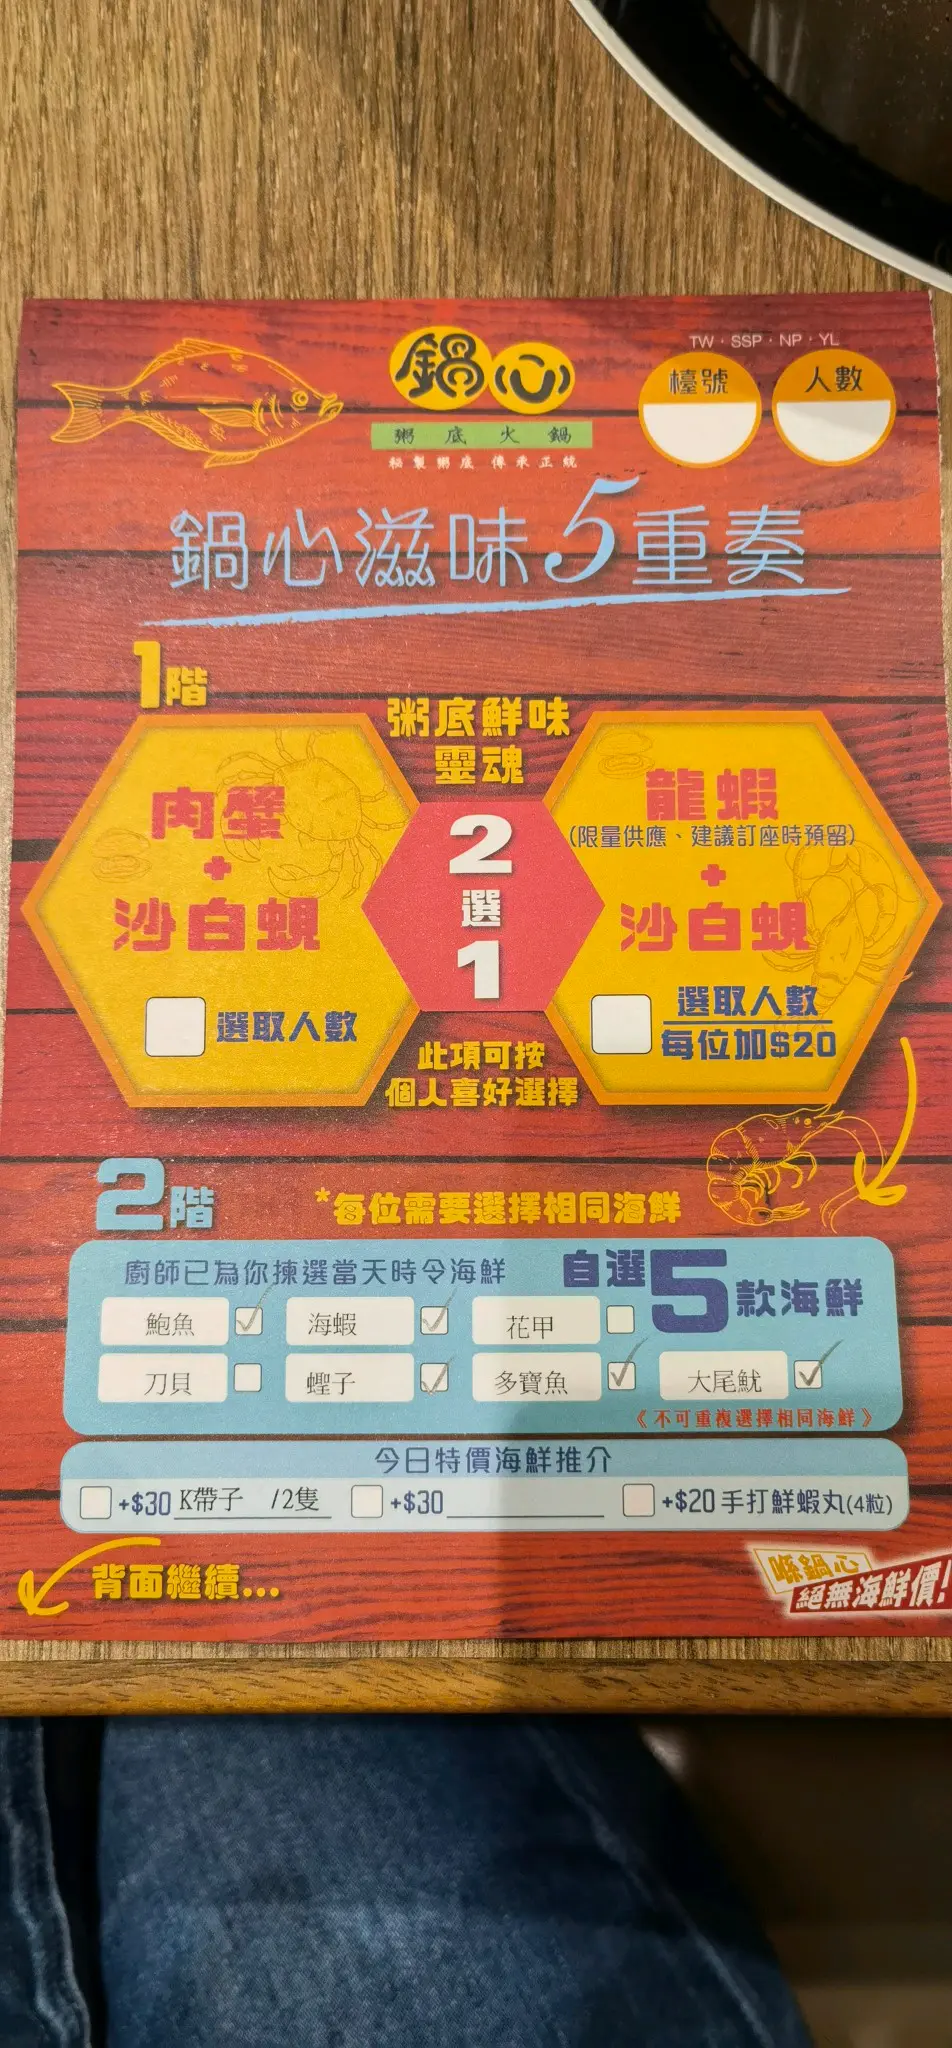 鍋心
粥底火鍋
秘製粥底 傳承正統
TW · SSP · NP · YL
檯號
人數
鍋心滋味5重奏
1階
粥底鮮味
靈魂
2選1
肉蟹
+
沙白蜆
選取人數
龍蝦
(限量供應、建議訂座時預留)
+
沙白蜆
選取人數
每位加$20
此項可按
個人喜好選擇
2階
*每位需要選擇相同海鮮
廚師已為你揀選當天時令海鮮
自選5款海鮮
鮑魚
海蝦
花甲
刀貝
蟶子
多寶魚
大尾魷
《不可重複選擇相同海鮮》
今日特價海鮮推介
+$30 K帶子 /2隻
+$30
+$20 手打鮮蝦丸(4粒)
背面繼續...
喺鍋心
絕無海鮮價!